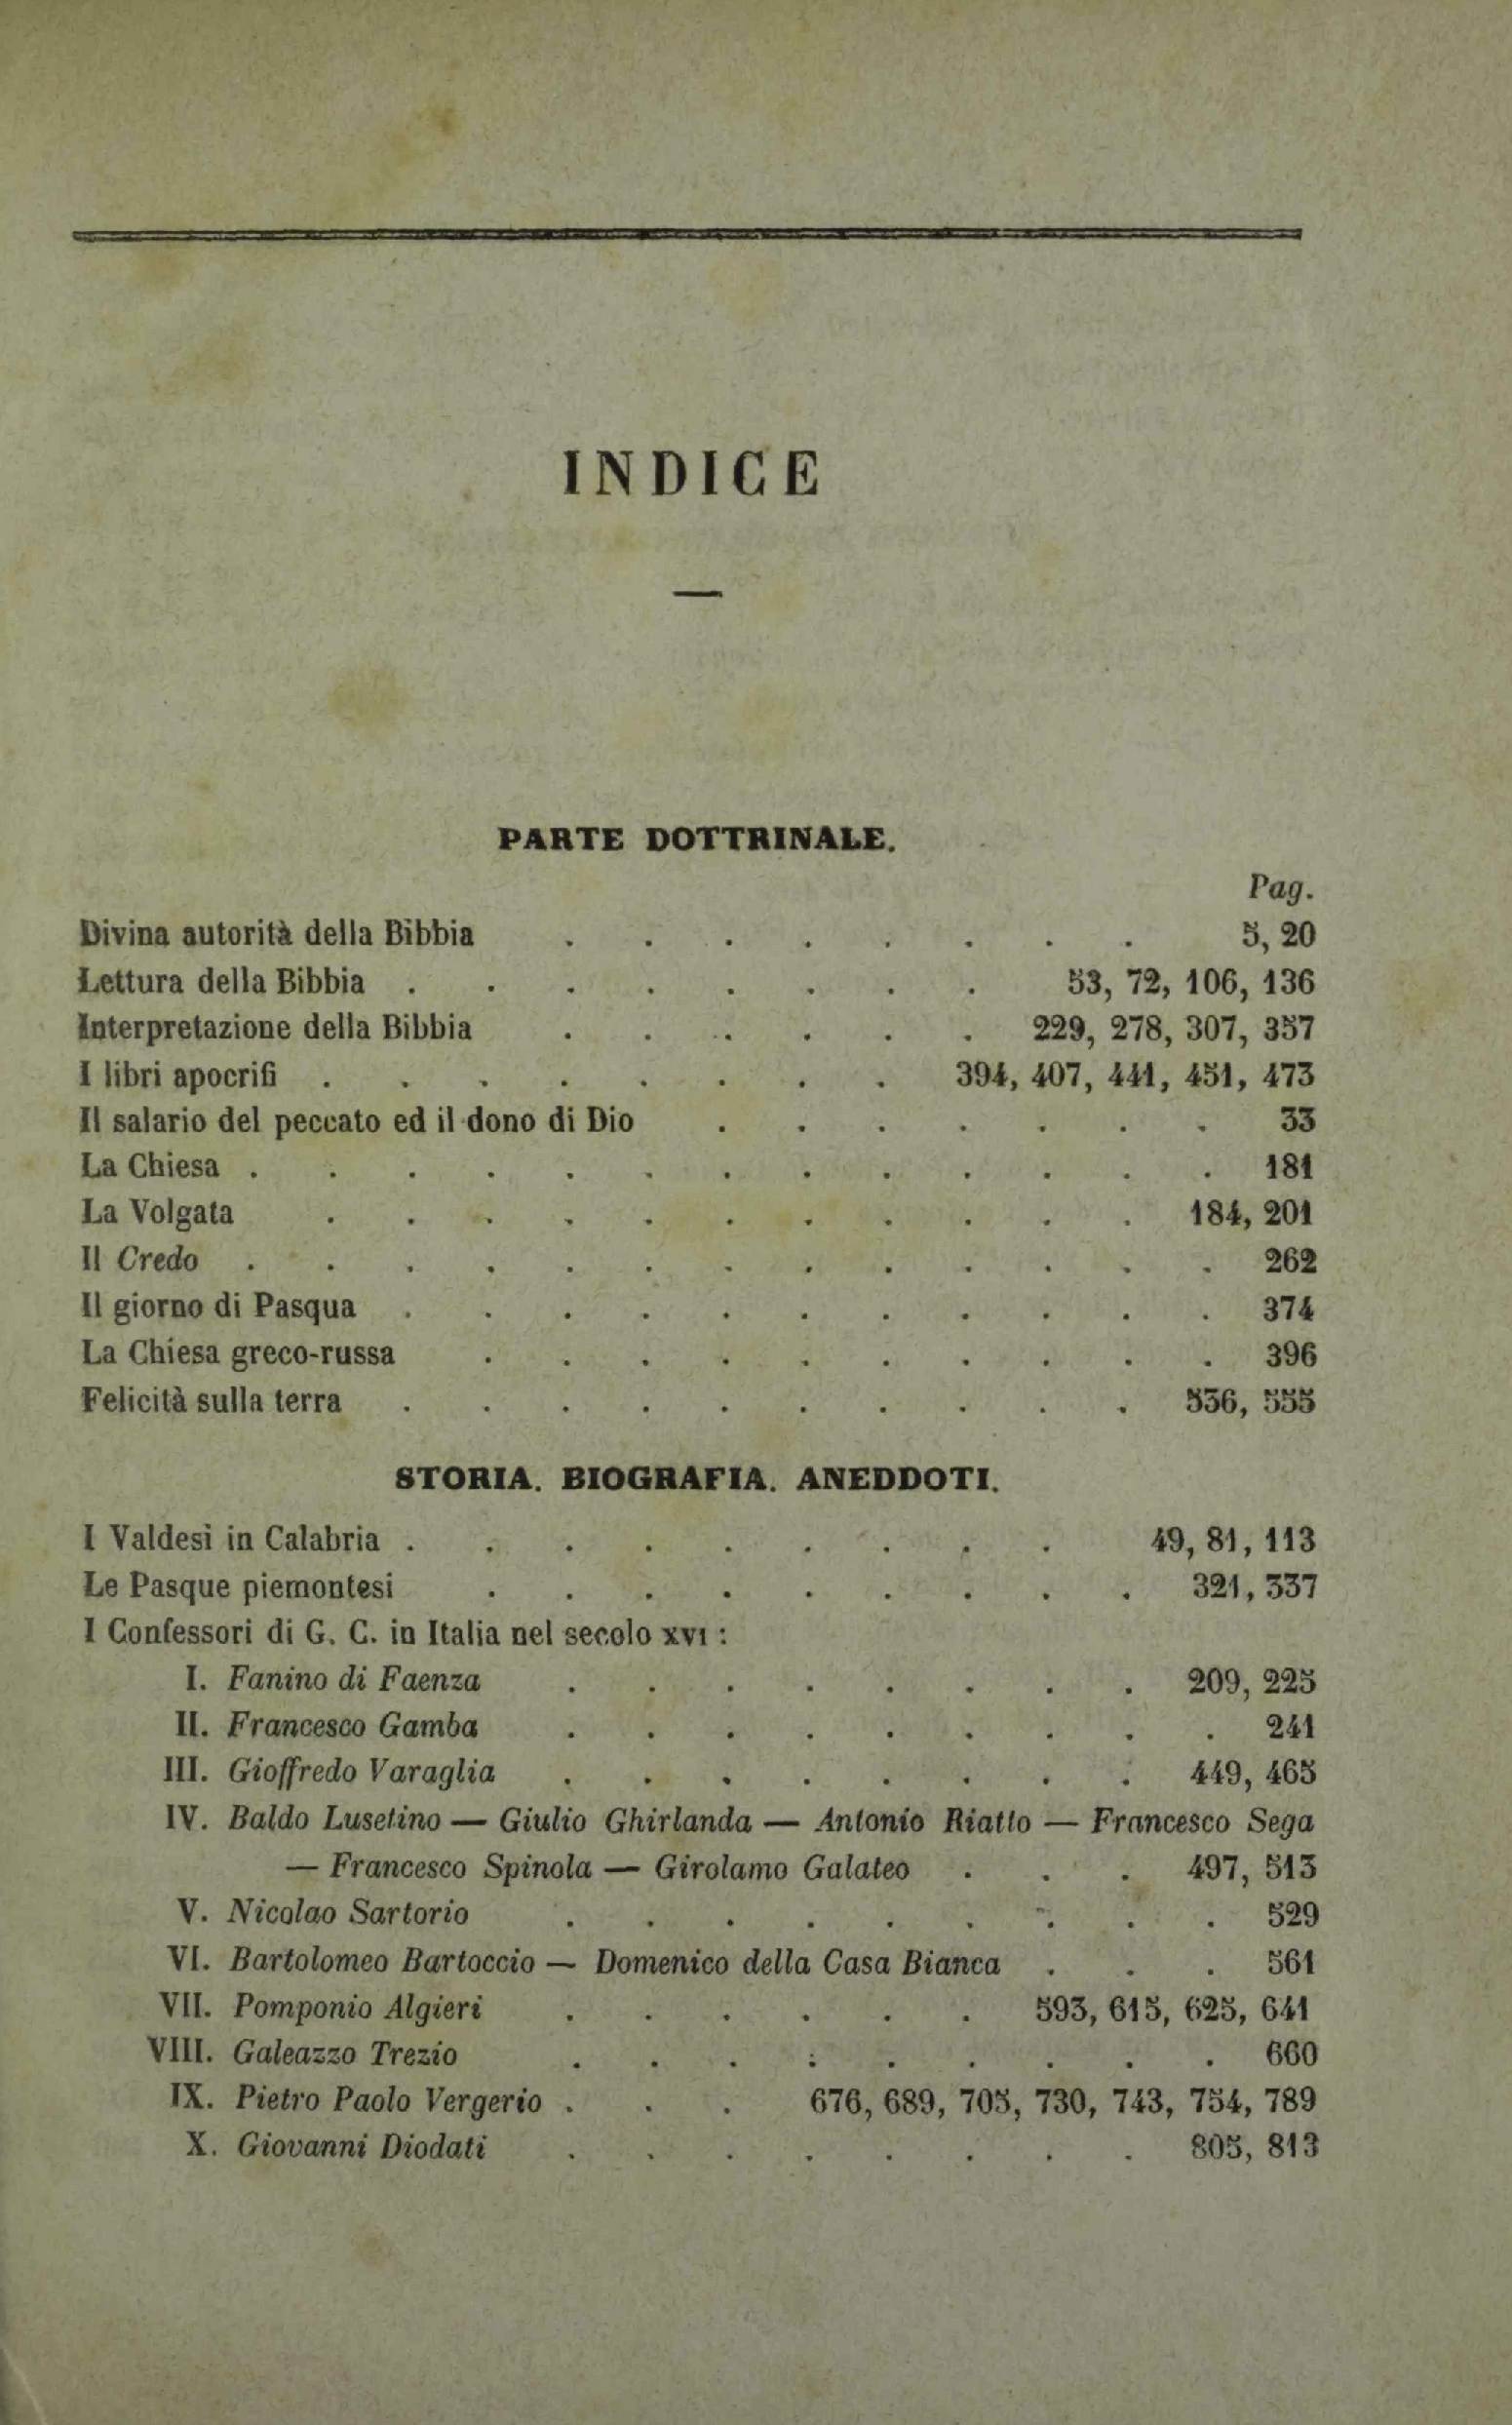 INDICE
PARTE DOTTRINALE.
Pag.
Divina autorità della Bibbia . . . . . . . . 5, 20
Lettura della Bibbia . . . . . . . . 53, 72, 106, 136
Interpretazione della Bibbia . . . . . . 229, 278, 307, 357
I libri apocrifi . . . . . . . . 394, 407, 441, 451, 473
Il salario del peccato ed il dono di Dio . . . . . . . 33
La Chiesa . . . . . . . . . . . . . 181
La Volgata . . . . . . . . . . . 184, 201
Il Credo . . . . . . . . . . . . . 262
Il giorno di Pasqua . . . . . . . . . . . 374
La Chiesa greco-russa . . . . . . . . . . 396
Felicità sulla terra . . . . . . . . . . 536, 555
STORIA. BIOGRAFIA. ANEDDOTI.
I Valdesi in Calabria . . . . . . . . . 49, 81, 113
Le Pasque piemontesi . . . . . . . . . 321, 337
I Confessori di G. C. in Italia nel secolo XVI :
I. Fanino di Faenza . . . . . . . . 209, 225
II. Francesco Gamba . . . . . . . . . 241
III. Gioffredo Varaglia . . . . . . . . 449, 465
IV. Baldo Lusetino — Giulio Ghirlanda — Antonio Riatto — Francesco Sega
— Francesco Spinola — Girolamo Galateo . . . 497, 513
V. Nicolao Sartorio . . . . . . . . . 529
VI. Bartolomeo Bartoccio — Domenico della Casa Bianca . . . 561
VII. Pomponio Algieri . . . . . . 593, 615, 625, 641
VIII. Galeazzo Trezio . . . . . . . . . 660
IX. Pietro Paolo Vergerio . . . 676, 689, 705, 730, 743, 754, 789
X. Giovanni Diodati . . . . . . . . 805, 813